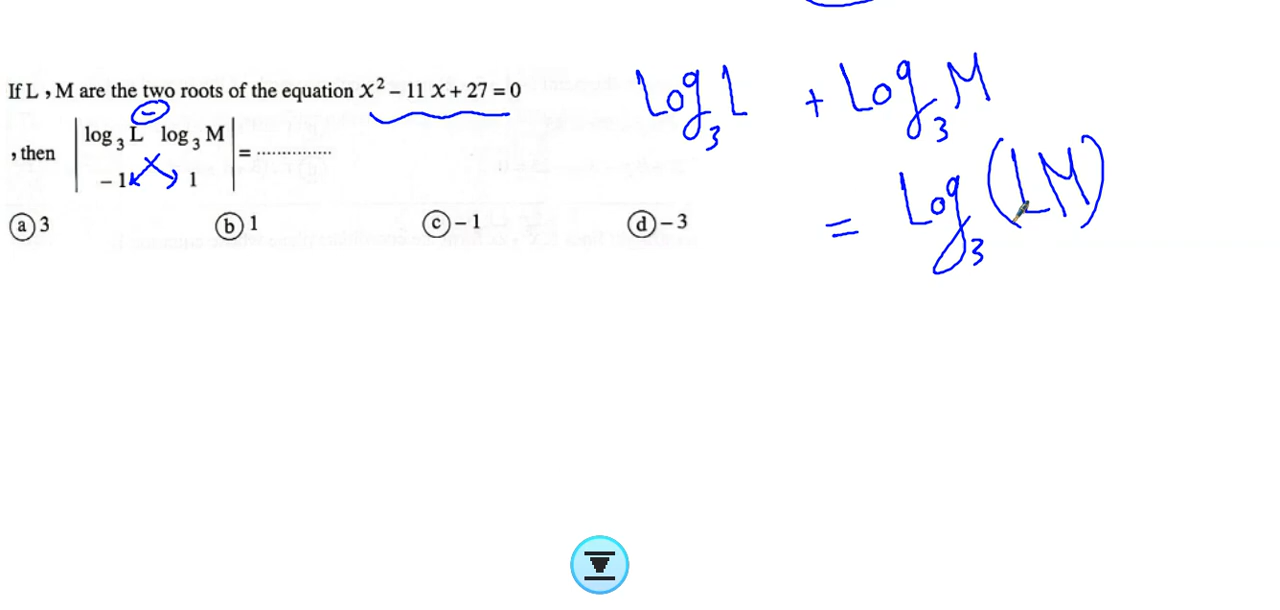 If L , M are the two roots of the equation X² – 11 X + 27 = 0
, then | log₃ L log₃ M | = ...............
| – 1 1 |
ⓐ 3 ⓑ 1 ⓒ – 1 ⓓ – 3
Log₃ L + Log₃ M
= Log₃ (LM)